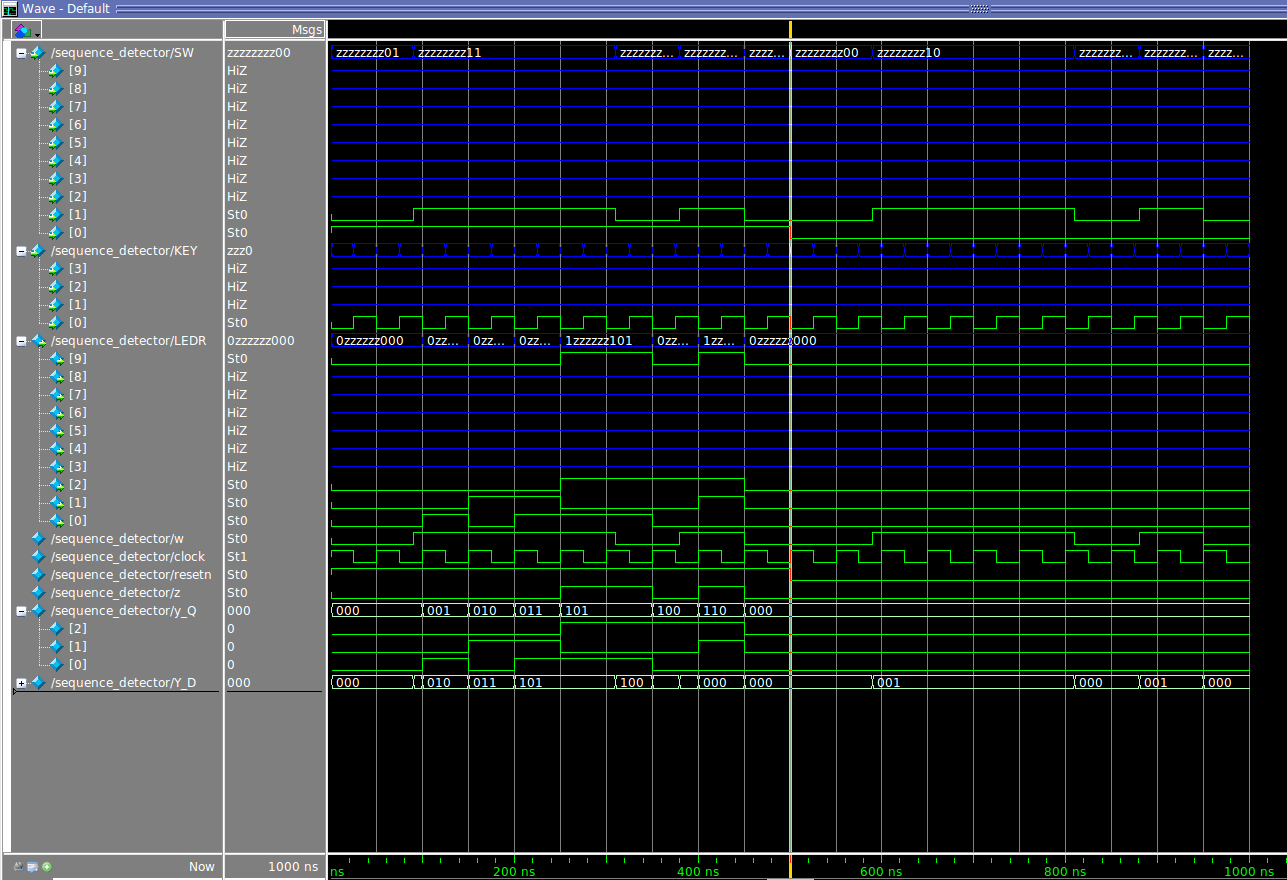 Wave - Default
Msgs
/sequence_detector/SW zzzzzzzz00 zzzzzzzz01 zzzzzzzz11 zzzzzzz... zzzzzzz... zzzz... zzzzzzzz00 zzzzzzzz10 zzzzzzz... zzzzzzz... zzzz...
[9] HiZ
[8] HiZ
[7] HiZ
[6] HiZ
[5] HiZ
[4] HiZ
[3] HiZ
[2] HiZ
[1] St0
[0] St0
/sequence_detector/KEY zzz0
[3] HiZ
[2] HiZ
[1] HiZ
[0] St0
/sequence_detector/LEDR 0zzzzzz000 0zzzzzz000 0zz... 0zz... 0zz... 1zzzzzz101 0zz... 1zz... 0zzzzzz000
[9] St0
[8] HiZ
[7] HiZ
[6] HiZ
[5] HiZ
[4] HiZ
[3] HiZ
[2] St0
[1] St0
[0] St0
/sequence_detector/w St0
/sequence_detector/clock St1
/sequence_detector/resetn St0
/sequence_detector/z St0
/sequence_detector/y_Q 000 000 001 010 011 101 100 110 000
[2] 0
[1] 0
[0] 0
/sequence_detector/Y_D 000 000 010 011 101 100 000 000 001 000 001 000
Now 1000 ns
ns 200 ns 400 ns 600 ns 800 ns 1000 ns